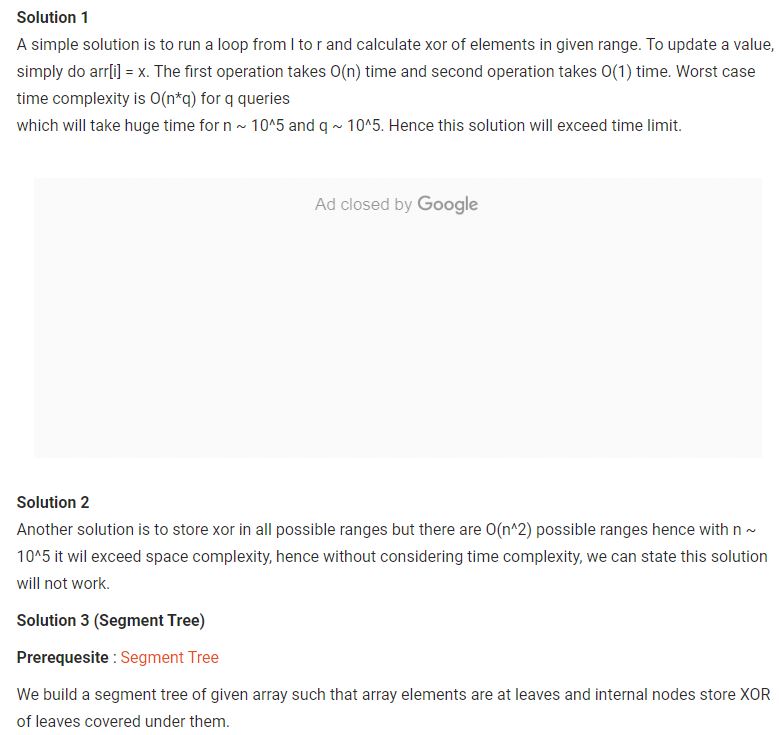 Solution 1
A simple solution is to run a loop from l to r and calculate xor of elements in given range. To update a value,
simply do arr[i] = x. The first operation takes O(n) time and second operation takes O(1) time. Worst case
time complexity is O(n*q) for q queries
which will take huge time for n ~ 10^5 and q ~ 10^5. Hence this solution will exceed time limit.
Ad closed by Google
Solution 2
Another solution is to store xor in all possible ranges but there are O(n^2) possible ranges hence with n ~
10^5 it wil exceed space complexity, hence without considering time complexity, we can state this solution
will not work.
Solution 3 (Segment Tree)
Prerequesite : Segment Tree
We build a segment tree of given array such that array elements are at leaves and internal nodes store XOR
of leaves covered under them.